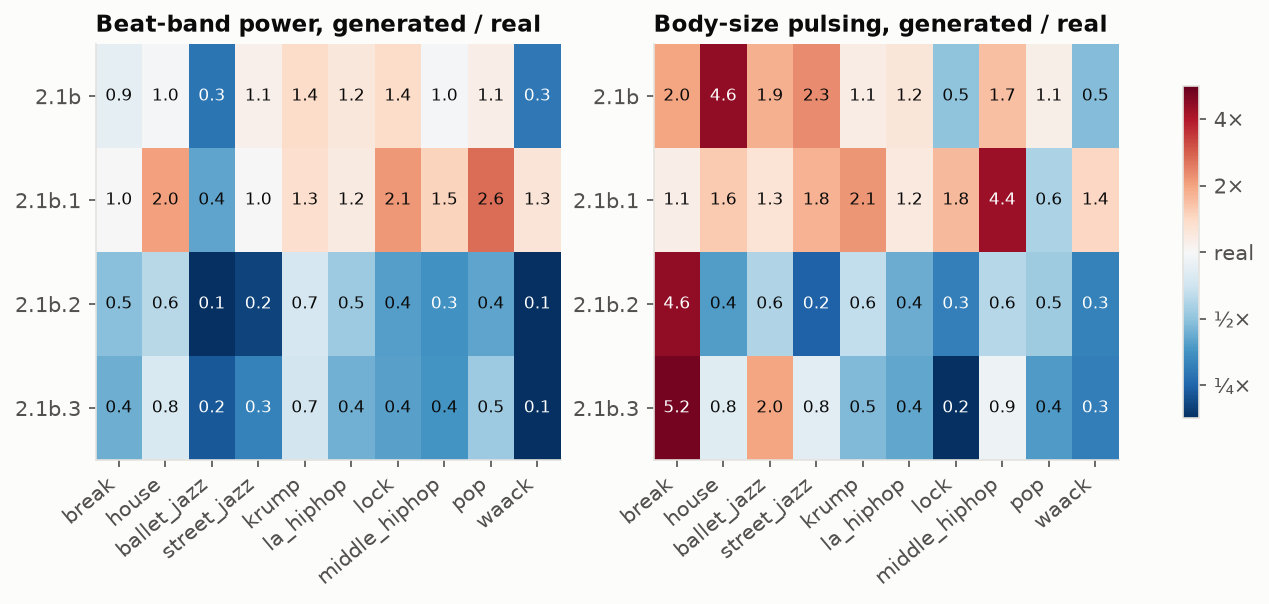 Beat-band power, generated / real
Body-size pulsing, generated / real
2.1b 0.9 1.0 0.3 1.1 1.4 1.2 1.4 1.0 1.1 0.3
2.1b.1 1.0 2.0 0.4 1.0 1.3 1.2 2.1 1.5 2.6 1.3
2.1b.2 0.5 0.6 0.1 0.2 0.7 0.5 0.4 0.3 0.4 0.1
2.1b.3 0.4 0.8 0.2 0.3 0.7 0.4 0.4 0.4 0.5 0.1
break house ballet_jazz street_jazz krump la_hiphop lock middle_hiphop pop waack
2.1b 2.0 4.6 1.9 2.3 1.1 1.2 0.5 1.7 1.1 0.5
2.1b.1 1.1 1.6 1.3 1.8 2.1 1.2 1.8 4.4 0.6 1.4
2.1b.2 4.6 0.4 0.6 0.2 0.6 0.4 0.3 0.6 0.5 0.3
2.1b.3 5.2 0.8 2.0 0.8 0.5 0.4 0.2 0.9 0.4 0.3
break house ballet_jazz street_jazz krump la_hiphop lock middle_hiphop pop waack
4×
2×
real
½×
¼×